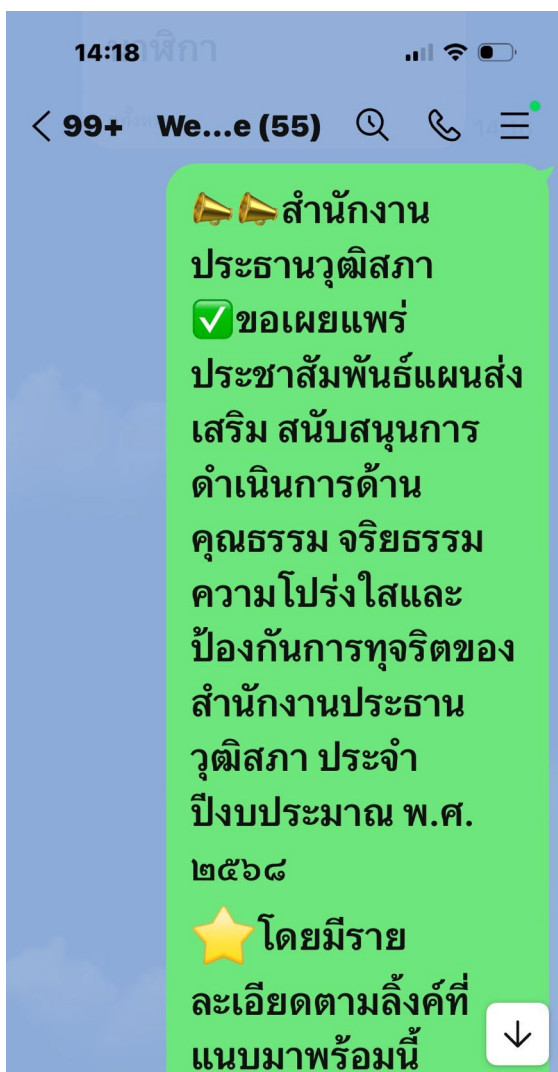 14:18
99+ We...e (55)
📣📣สำนักงาน
ประธานวุฒิสภา
✅ขอเผยแพร่
ประชาสัมพันธ์แผนส่ง
เสริม สนับสนุนการ
ดำเนินการด้าน
คุณธรรม จริยธรรม
ความโปร่งใสและ
ป้องกันการทุจริตของ
สำนักงานประธาน
วุฒิสภา ประจำ
ปีงบประมาณ พ.ศ.
๒๕๖๘
⭐โดยมีราย
ละเอียดตามลิ้งค์ที่
แนบมาพร้อมนี้